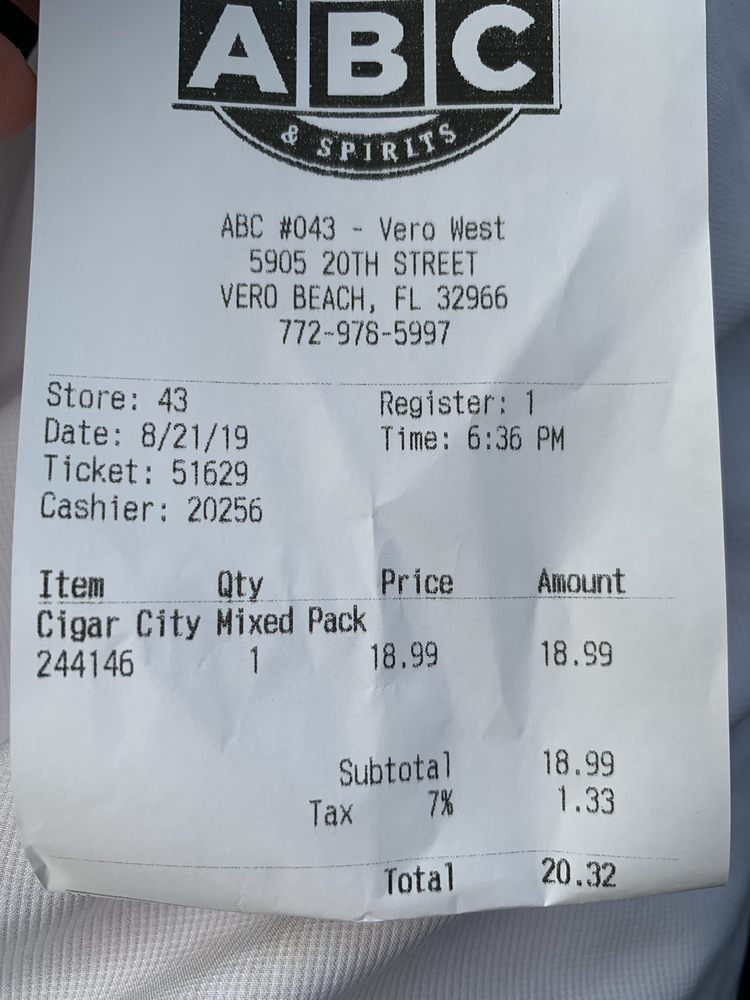 ABC
& SPIRITS
ABC #043 - Vero West
5905 20TH STREET
VERO BEACH, FL 32966
772-978-5997
Store: 43 Register: 1
Date: 8/21/19 Time: 6:36 PM
Ticket: 51629
Cashier: 20256
Item Qty Price Amount
Cigar City Mixed Pack
244146 1 18.99 18.99
Subtotal 18.99
Tax 7% 1.33
Total 20.32